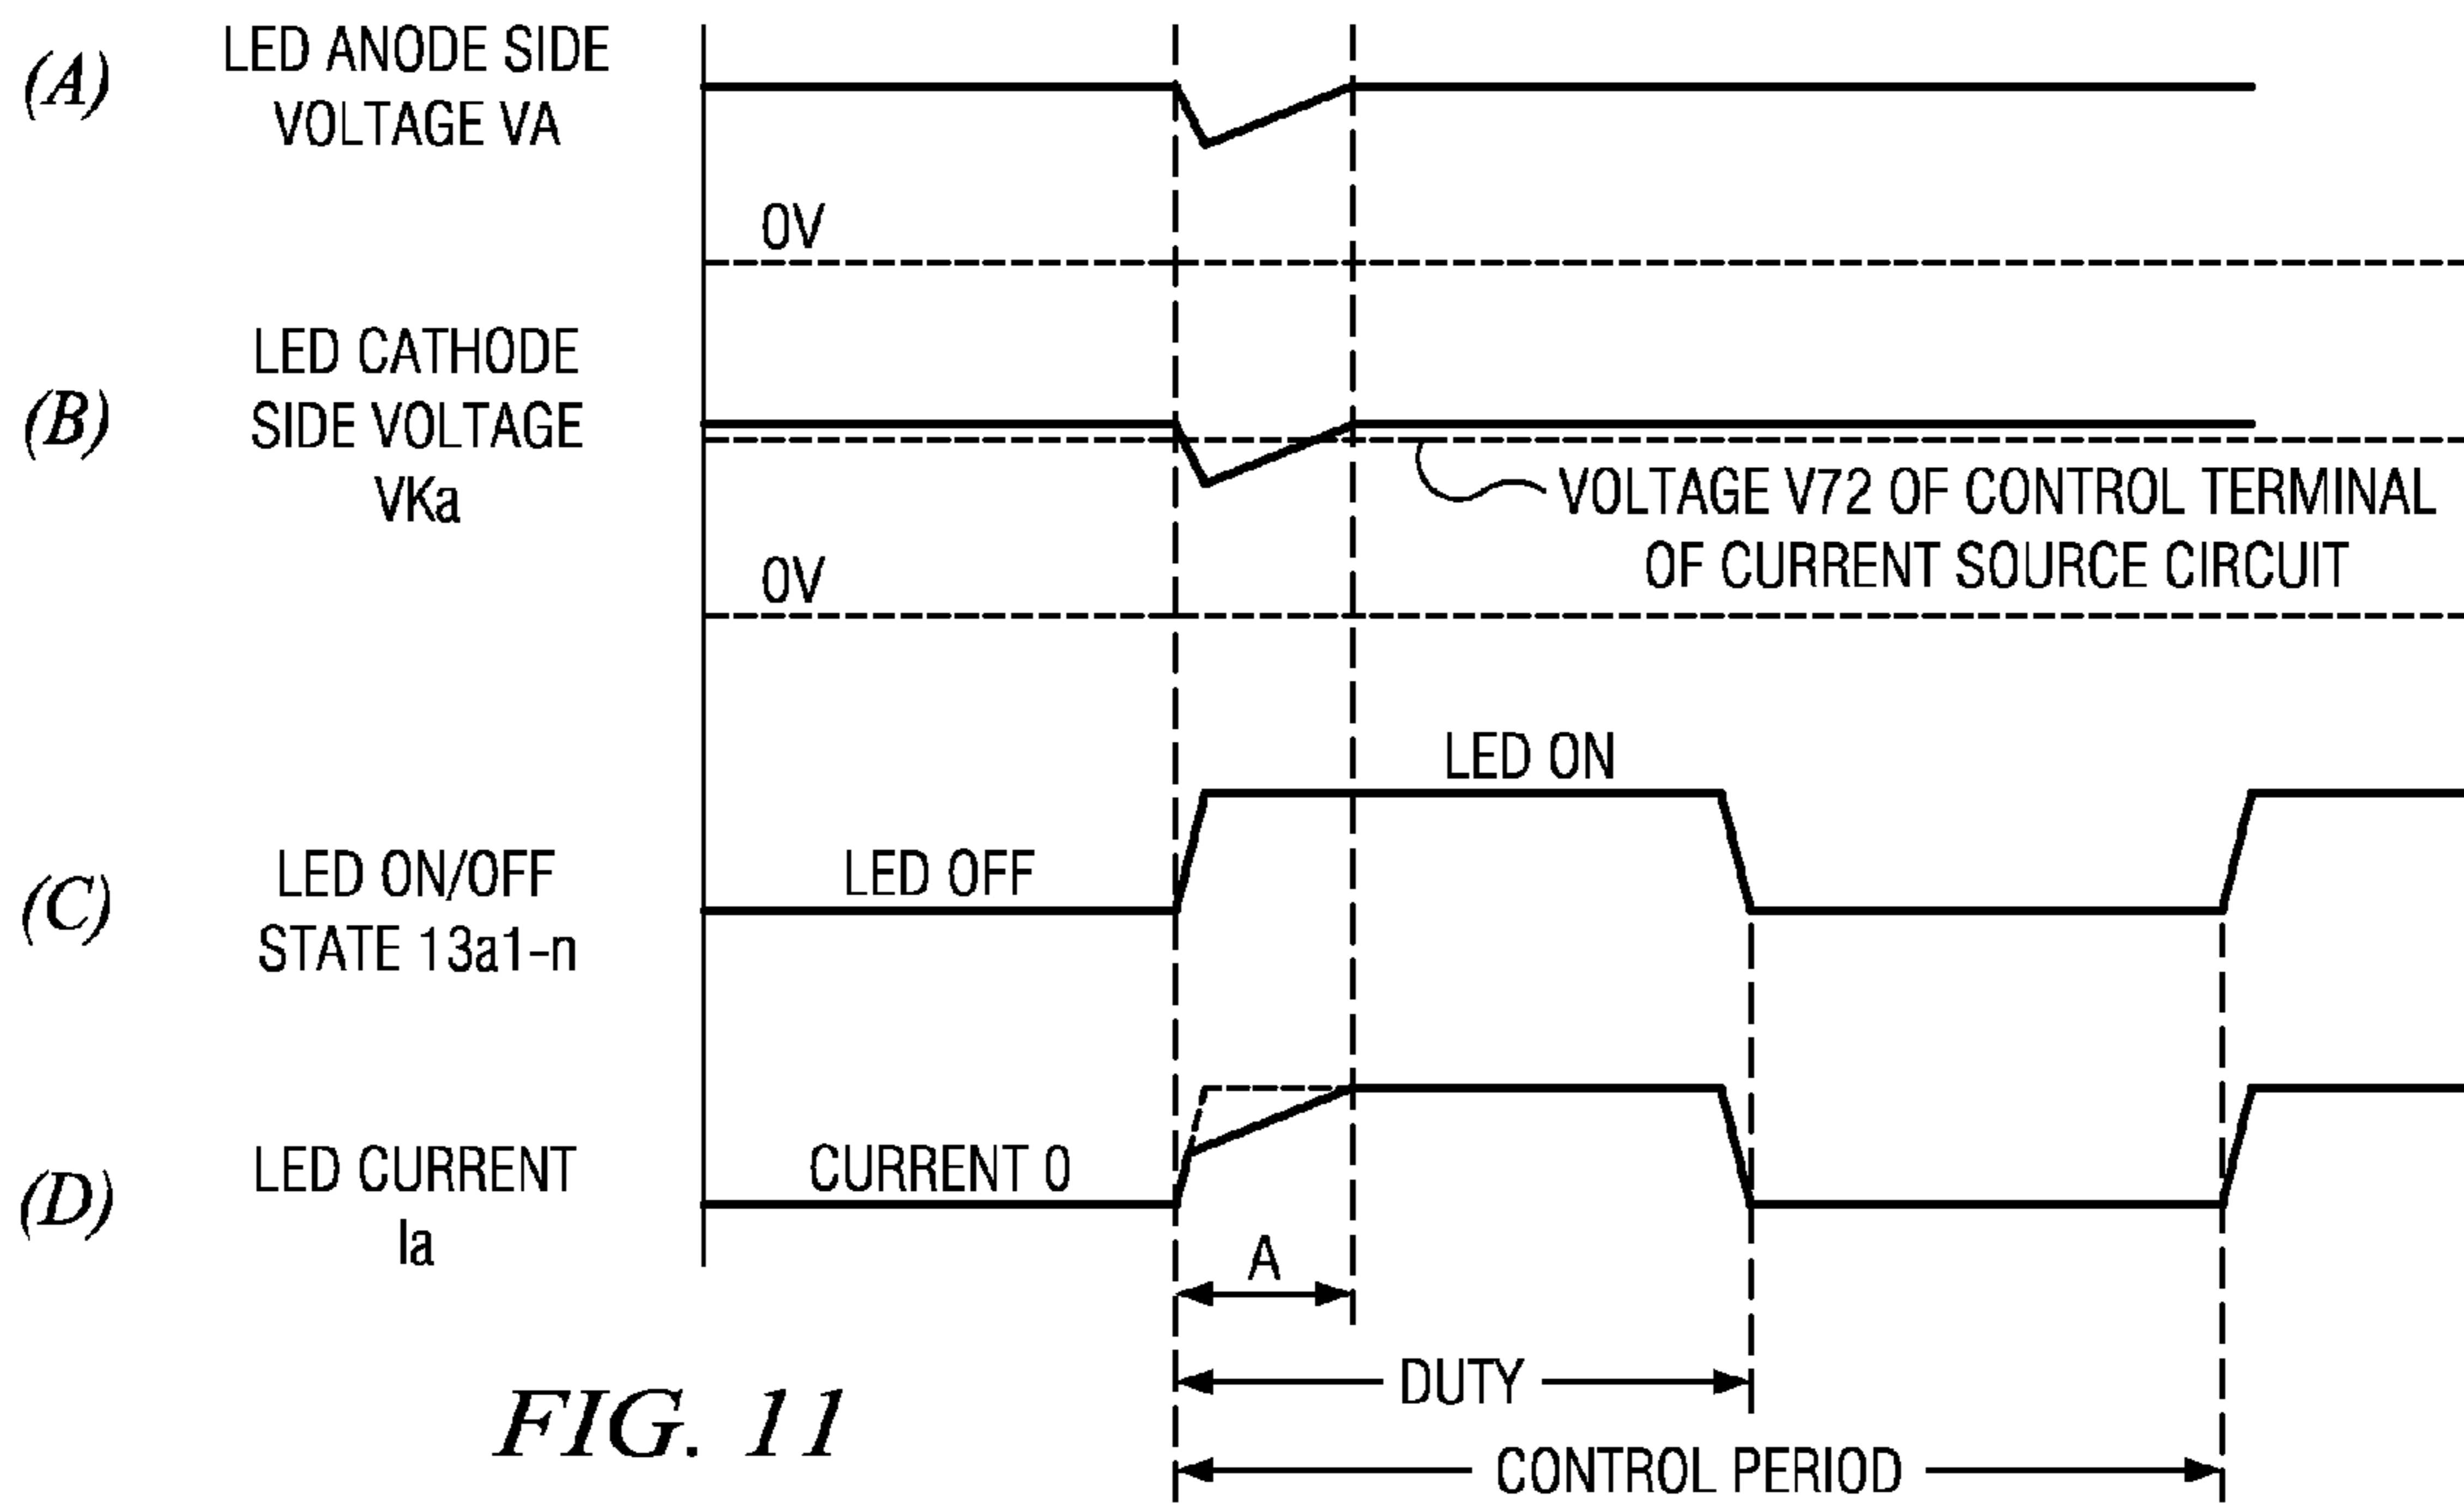 (A)
LED ANODE SIDE
VOLTAGE VA
0V
(B)
LED CATHODE
SIDE VOLTAGE
VKa
VOLTAGE V72 OF CONTROL TERMINAL
OF CURRENT SOURCE CIRCUIT
0V
(C)
LED ON/OFF
STATE 13a1-n
LED OFF
LED ON
(D)
LED CURRENT
Ia
CURRENT 0
A
DUTY
CONTROL PERIOD
FIG. 11